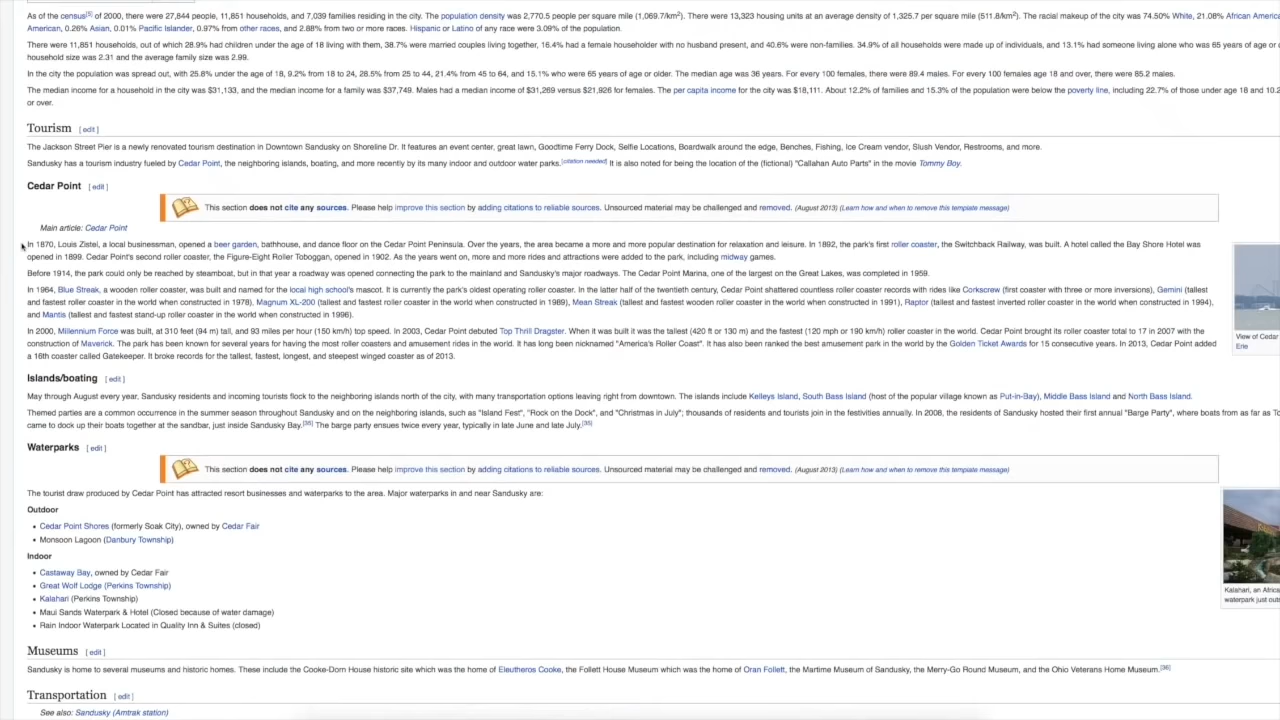 As of the census[5] of 2000, there were 27,844 people, 11,851 households, and 7,039 families residing in the city. The population density was 2,770.5 people per square mile (1,069.7/km²). There were 13,323 housing units at an average density of 1,325.7 per square mile (511.8/km²). The racial makeup of the city was 74.50% White, 21.08% African
American, 0.26% Asian, 0.01% Pacific Islander, 0.97% from other races, and 2.88% from two or more races. Hispanic or Latino of any race were 3.09% of the population.
There were 11,851 households, out of which 28.9% had children under the age of 18 living with them, 38.7% were married couples living together, 16.4% had a female householder with no husband present, and 40.6% were non-families. 34.9% of all households were made up of individuals, and 13.1% had someone living alone who was 65 years of age or
household size was 2.31 and the average family size was 2.99.
In the city the population was spread out, with 25.8% under the age of 18, 9.2% from 18 to 24, 28.5% from 25 to 44, 21.4% from 45 to 64, and 15.1% who were 65 years of age or older. The median age was 36 years. For every 100 females, there were 89.4 males. For every 100 females age 18 and over, there were 85.2 males.
The median income for a household in the city was $31,133, and the median income for a family was $37,749. Males had a median income of $31,269 versus $21,926 for females. The per capita income for the city was $18,111. About 12.2% of families and 15.3% of the population were below the poverty line, including 22.7% of those under age 18 and 10.2
or over.
Tourism [ edit ]
The Jackson Street Pier is a newly renovated tourism destination in Downtown Sandusky on Shoreline Dr. It features an event center, great lawn, Goodtime Ferry Dock, Selfie Locations, Boardwalk around the edge, Benches, Fishing, Ice Cream vendor, Slush Vendor, Restrooms, and more.
Sandusky has a tourism industry fueled by Cedar Point, the neighboring islands, boating, and more recently by its many indoor and outdoor water parks.[citation needed] It is also noted for being the location of the (fictional) "Callahan Auto Parts" in the movie Tommy Boy.
Cedar Point [ edit ]
This section does not cite any sources. Please help improve this section by adding citations to reliable sources. Unsourced material may be challenged and removed. (August 2013) (Learn how and when to remove this template message)
Main article: Cedar Point
In 1870, Louis Zistei, a local businessman, opened a beer garden, bathhouse, and dance floor on the Cedar Point Peninsula. Over the years, the area became a more and more popular destination for relaxation and leisure. In 1892, the park's first roller coaster, the Switchback Railway, was built. A hotel called the Bay Shore Hotel was
opened in 1899. Cedar Point's second roller coaster, the Figure-Eight Roller Toboggan, opened in 1902. As the years went on, more and more rides and attractions were added to the park, including midway games.
Before 1914, the park could only be reached by steamboat, but in that year a roadway was opened connecting the park to the mainland and Sandusky's major roadways. The Cedar Point Marina, one of the largest on the Great Lakes, was completed in 1959.
In 1964, Blue Streak, a wooden roller coaster, was built and named for the local high school's mascot. It is currently the park's oldest operating roller coaster. In the latter half of the twentieth century, Cedar Point shattered countless roller coaster records with rides like Corkscrew (first coaster with three or more inversions), Gemini (tallest
and fastest roller coaster in the world when constructed in 1978), Magnum XL-200 (tallest and fastest roller coaster in the world when constructed in 1989), Mean Streak (tallest and fastest wooden roller coaster in the world when constructed in 1991), Raptor (tallest and fastest inverted roller coaster in the world when constructed in 1994),
and Mantis (tallest and fastest stand-up roller coaster when constructed in 1996).
In 2000, Millennium Force was built, at 310 feet (94 m) tall, and 93 miles per hour (150 km/h) top speed. In 2003, Cedar Point debuted Top Thrill Dragster. When it was built it was the tallest (420 ft or 130 m) and the fastest (120 mph or 190 km/h) roller coaster in the world. Cedar Point brought its roller coaster total to 17 in 2007 with the
construction of Maverick. The park has been known for several years for having the most roller coasters and amusement rides in the world. It has long been nicknamed "America's Roller Coast". It has also been ranked the best amusement park in the world by the Golden Ticket Awards for 15 consecutive years. In 2013, Cedar Point added
a 16th coaster called Gatekeeper. It broke records for the tallest, fastest, longest, and steepest winged coaster as of 2013.
View of Cedar
Erie
Islands/boating [ edit ]
May through August every year, Sandusky residents and incoming tourists flock to the neighboring islands north of the city, with many transportation options leaving right from downtown. The islands include Kelleys Island, South Bass Island (host of the popular village known as Put-in-Bay), Middle Bass Island and North Bass Island.
Themed parties are a common occurrence in the summer season throughout Sandusky and on the neighboring islands, such as "Island Fest", "Rock on the Dock", and "Christmas in July"; thousands of residents and tourists join in the festivities annually. In 2008, the residents of Sandusky hosted their first annual "Barge Party", where boats from as far as
came to dock up their boats together at the sandbar, just inside Sandusky Bay.[35] The barge party ensues twice every year, typically in late June and late July.[35]
Waterparks [ edit ]
This section does not cite any sources. Please help improve this section by adding citations to reliable sources. Unsourced material may be challenged and removed. (August 2013) (Learn how and when to remove this template message)
The tourist draw produced by Cedar Point has attracted resort businesses and waterparks to the area. Major waterparks in and near Sandusky are:
Outdoor
• Cedar Point Shores (formerly Soak City), owned by Cedar Fair
• Monsoon Lagoon (Danbury Township)
Indoor
• Castaway Bay, owned by Cedar Fair
• Great Wolf Lodge (Perkins Township)
• Kalahari (Perkins Township)
• Maui Sands Waterpark & Hotel (Closed because of water damage)
• Rain Indoor Waterpark Located in Quality Inn & Suites (closed)
Kalahari, an
waterpark just
Museums [ edit ]
Sandusky is home to several museums and historic homes. These include the Cooke-Dorn House historic site which was the home of Eleutheros Cooke, the Follett House Museum which was the home of Oran Follett, the Martime Museum of Sandusky, the Merry-Go Round Museum, and the Ohio Veterans Home Museum.[36]
Transportation [ edit ]
See also: Sandusky (Amtrak station)